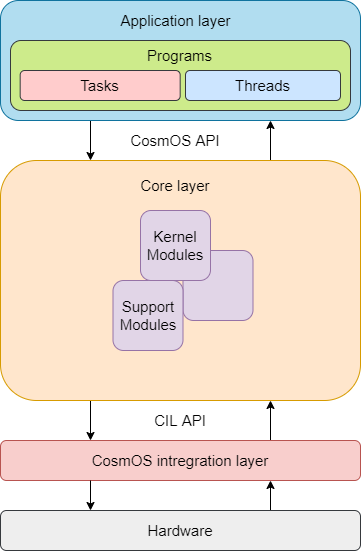 Application layer
Programs
Tasks
Threads
CosmOS API
Core layer
Kernel
Modules
Support
Modules
CIL API
CosmOS intregration layer
Hardware